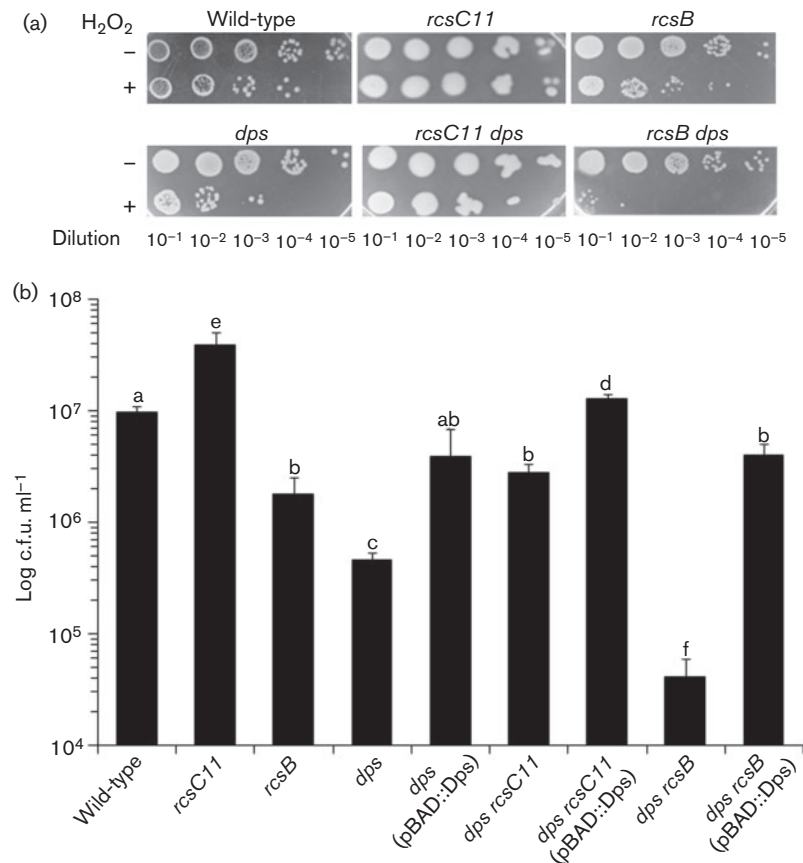 (a)
H₂O₂
Wild-type
rcsC11
rcsB
–
+
dps
rcsC11 dps
rcsB dps
–
+
Dilution 10⁻¹ 10⁻² 10⁻³ 10⁻⁴ 10⁻⁵ 10⁻¹ 10⁻² 10⁻³ 10⁻⁴ 10⁻⁵ 10⁻¹ 10⁻² 10⁻³ 10⁻⁴ 10⁻⁵
(b)
Log c.f.u. ml⁻¹
10⁸
10⁷
10⁶
10⁵
10⁴
a
e
b
c
ab
b
d
f
b
Wild-type
rcsC11
rcsB
dps
dps
(pBAD::Dps)
dps rcsC11
dps rcsC11
(pBAD::Dps)
dps rcsB
dps rcsB
(pBAD::Dps)